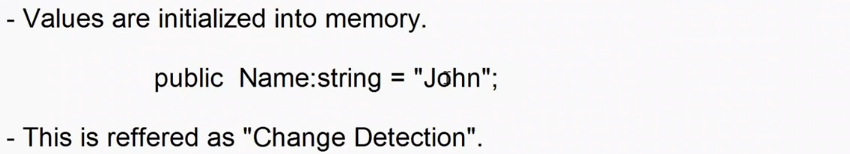 - Values are initialized into memory.
public  Name:string = "John";
- This is reffered as "Change Detection".